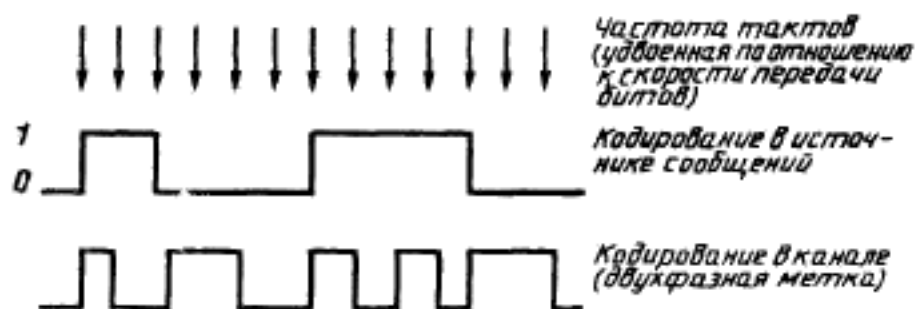 Частота тактов
(удвоенная по отношению
к скорости передачи
битов)
1
Кодирование в источ-
нике сообщений
0
Кодирование в канале
(двухфазная метка)